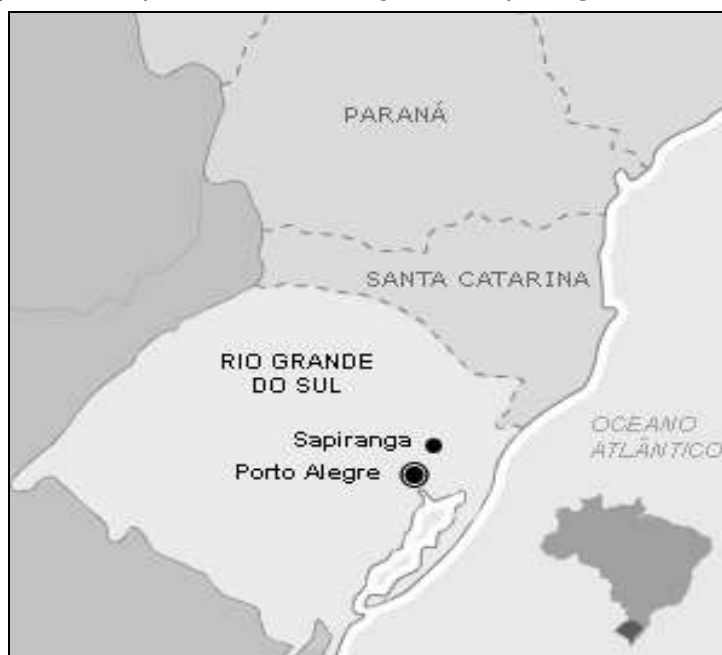 PARANÁ
SANTA CATARINA
RIO GRANDE
DO SUL
Sapiranga
Porto Alegre
OCEANO
ATLÂNTICO